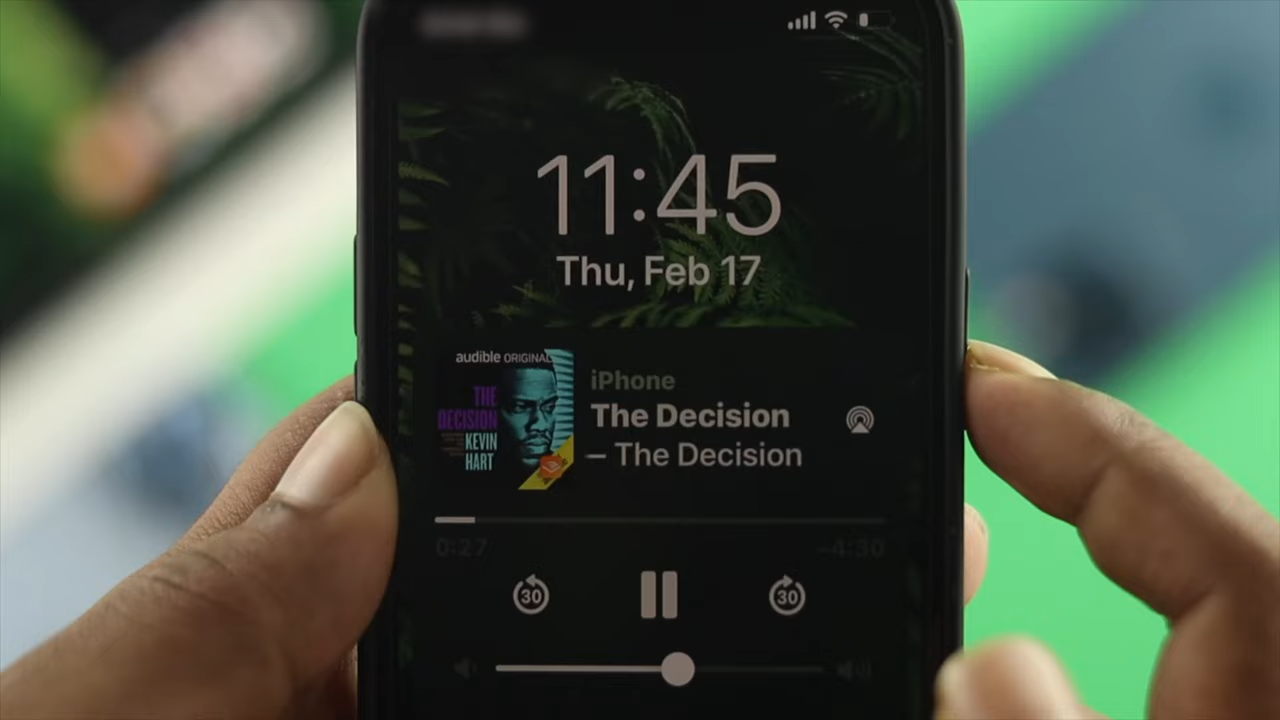 11:45
Thu, Feb 17
audible ORIGINAL
THE
DECISION
KEVIN
HART
iPhone
The Decision
– The Decision
0:27
-4:30
30
30